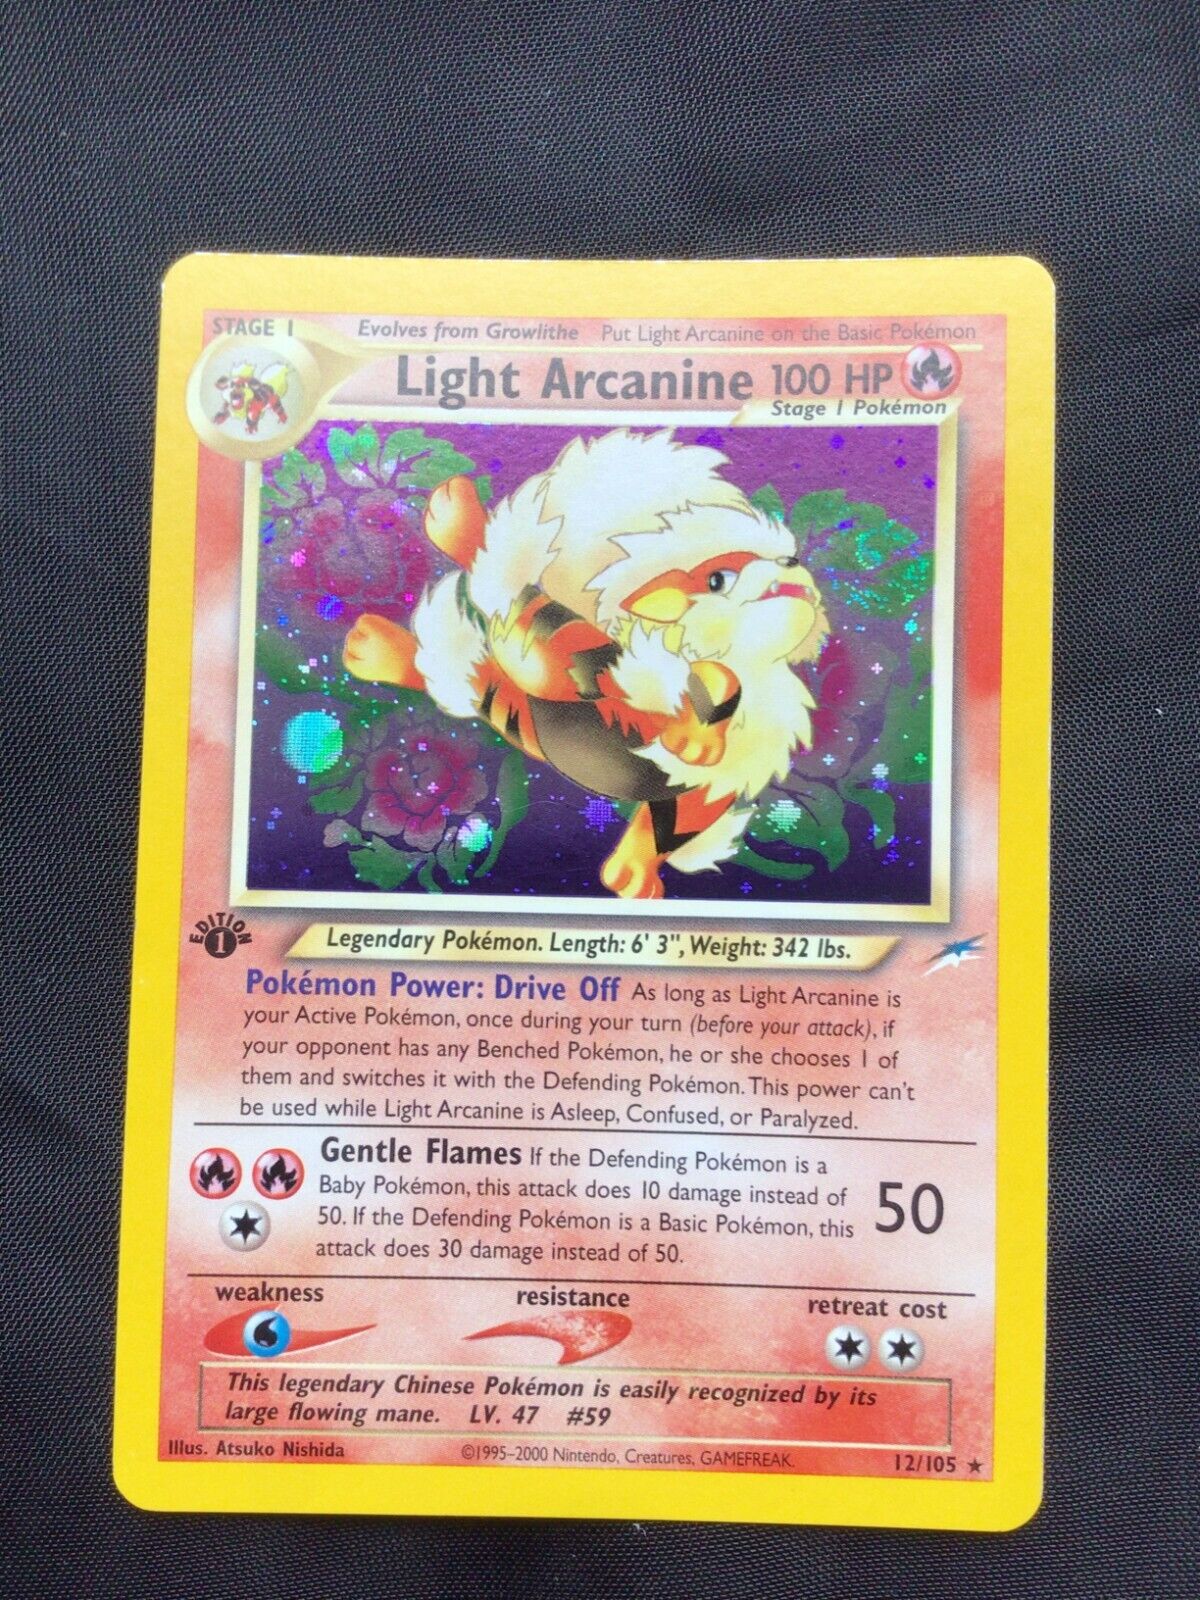 STAGE 1 Evolves from Growlithe Put Light Arcanine on the Basic Pokémon
Light Arcanine 100 HP
Stage 1 Pokémon
EDITION
1
Legendary Pokémon. Length: 6' 3", Weight: 342 lbs.
Pokémon Power: Drive Off As long as Light Arcanine is
your Active Pokémon, once during your turn (before your attack), if
your opponent has any Benched Pokémon, he or she chooses 1 of
them and switches it with the Defending Pokémon. This power can't
be used while Light Arcanine is Asleep, Confused, or Paralyzed.
Gentle Flames If the Defending Pokémon is a
Baby Pokémon, this attack does 10 damage instead of
50. If the Defending Pokémon is a Basic Pokémon, this
attack does 30 damage instead of 50.
50
weakness resistance retreat cost
This legendary Chinese Pokémon is easily recognized by its
large flowing mane. LV. 47 #59
Illus. Atsuko Nishida ©1995-2000 Nintendo, Creatures, GAMEFREAK. 12/105 ★